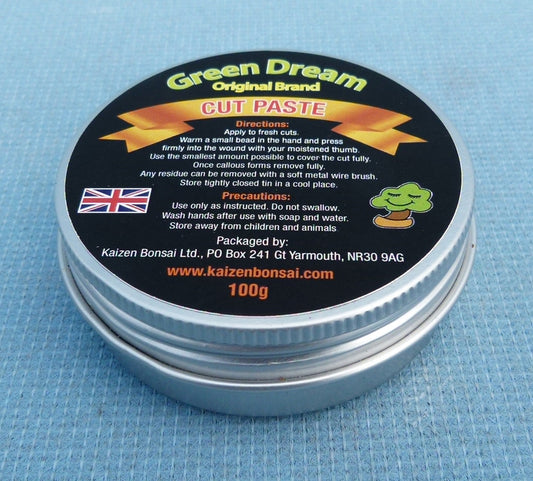 Green Dream
Original Brand
CUT PASTE
Directions:
Apply to fresh cuts.
Warm a small bead in the hand and press
firmly into the wound with your moistened thumb.
Use the smallest amount possible to cover the cut fully.
Once callous forms remove fully.
Any residue can be removed with a soft metal wire brush.
Store tightly closed tin in a cool place.
Precautions:
Use only as instructed. Do not swallow.
Wash hands after use with soap and water.
Store away from children and animals
Packaged by:
Kaizen Bonsai Ltd., PO Box 241 Gt Yarmouth, NR30 9AG
www.kaizenbonsai.com
100g